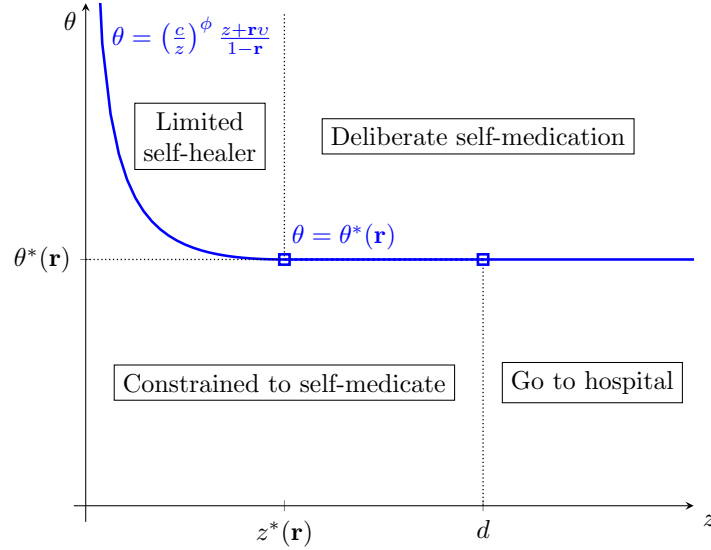 θ
θ = (c/z)^ϕ (z+𝐫υ)/(1−𝐫)
Limited
self-healer
Deliberate self-medication
θ = θ*(𝐫)
θ*(𝐫)
Constrained to self-medicate
Go to hospital
z*(𝐫)
d
z